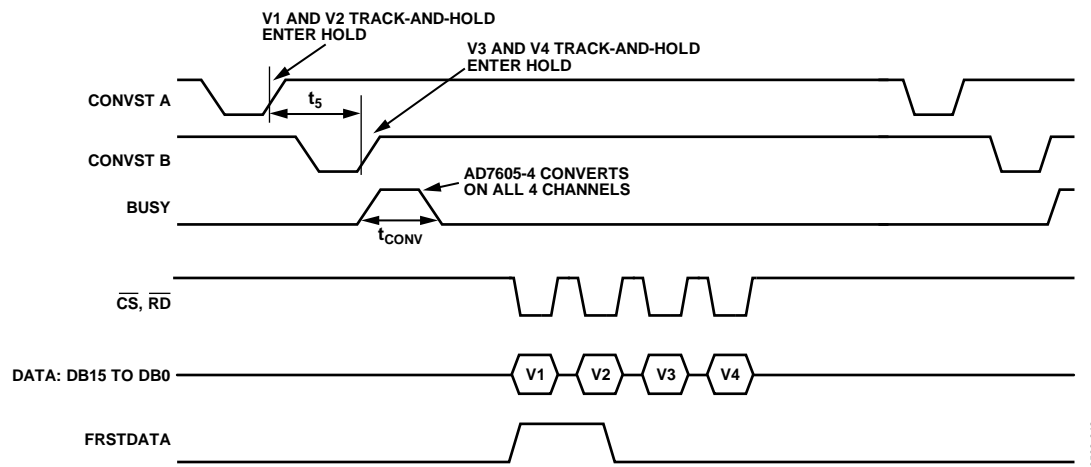 V1 AND V2 TRACK-AND-HOLD
ENTER HOLD
V3 AND V4 TRACK-AND-HOLD
ENTER HOLD
CONVST A
t5
CONVST B
AD7605-4 CONVERTS
ON ALL 4 CHANNELS
BUSY
tCONV
CS, RD
DATA: DB15 TO DB0
V1 V2 V3 V4
FRSTDATA